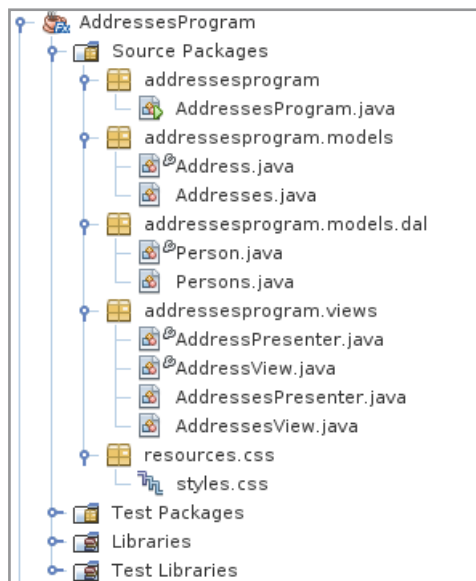 AddressesProgram
Source Packages
addressesprogram
AddressesProgram.java
addressesprogram.models
Address.java
Addresses.java
addressesprogram.models.dal
Person.java
Persons.java
addressesprogram.views
AddressPresenter.java
AddressView.java
AddressesPresenter.java
AddressesView.java
resources.css
styles.css
Test Packages
Libraries
Test Libraries